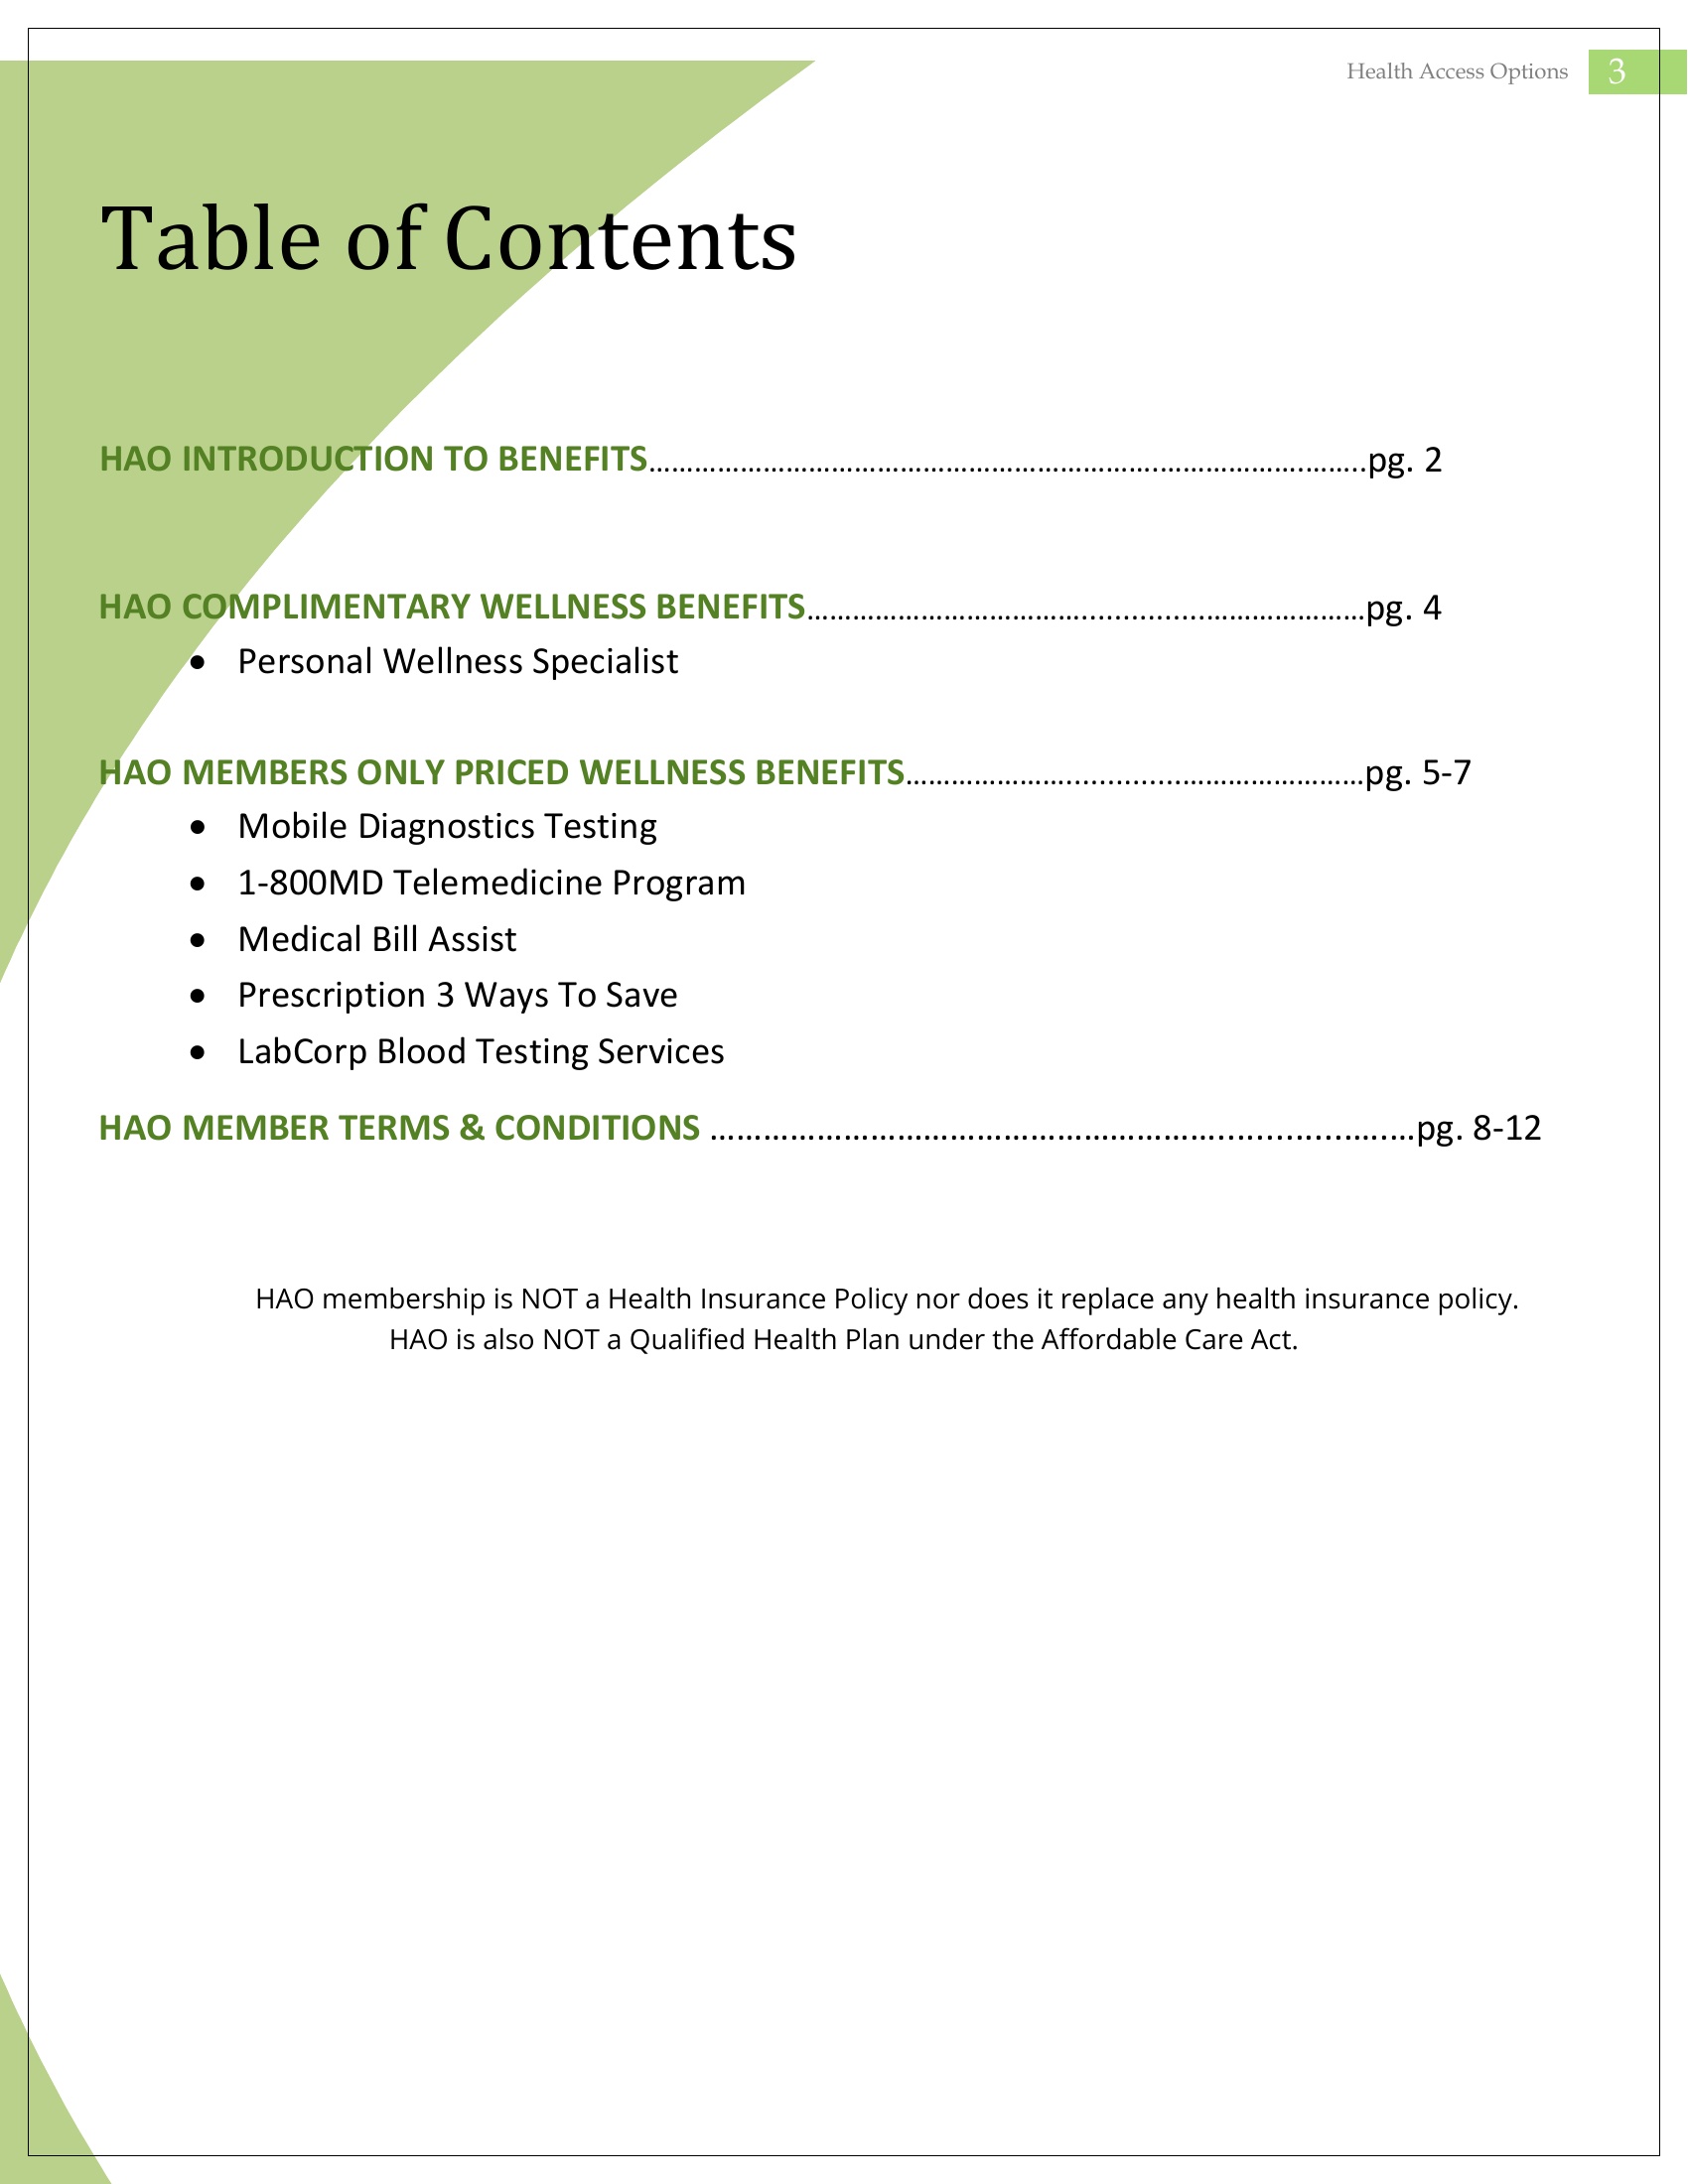 Health Access Options 3
Table of Contents
HAO INTRODUCTION TO BENEFITS……………………………………………………………………………………..pg. 2
HAO COMPLIMENTARY WELLNESS BENEFITS………………………………..............…………………pg. 4
• Personal Wellness Specialist
HAO MEMBERS ONLY PRICED WELLNESS BENEFITS…………………..............……………………pg. 5-7
• Mobile Diagnostics Testing
• 1-800MD Telemedicine Program
• Medical Bill Assist
• Prescription 3 Ways To Save
• LabCorp Blood Testing Services
HAO MEMBER TERMS & CONDITIONS …………………………………………………..............……pg. 8-12
HAO membership is NOT a Health Insurance Policy nor does it replace any health insurance policy.
HAO is also NOT a Qualified Health Plan under the Affordable Care Act.